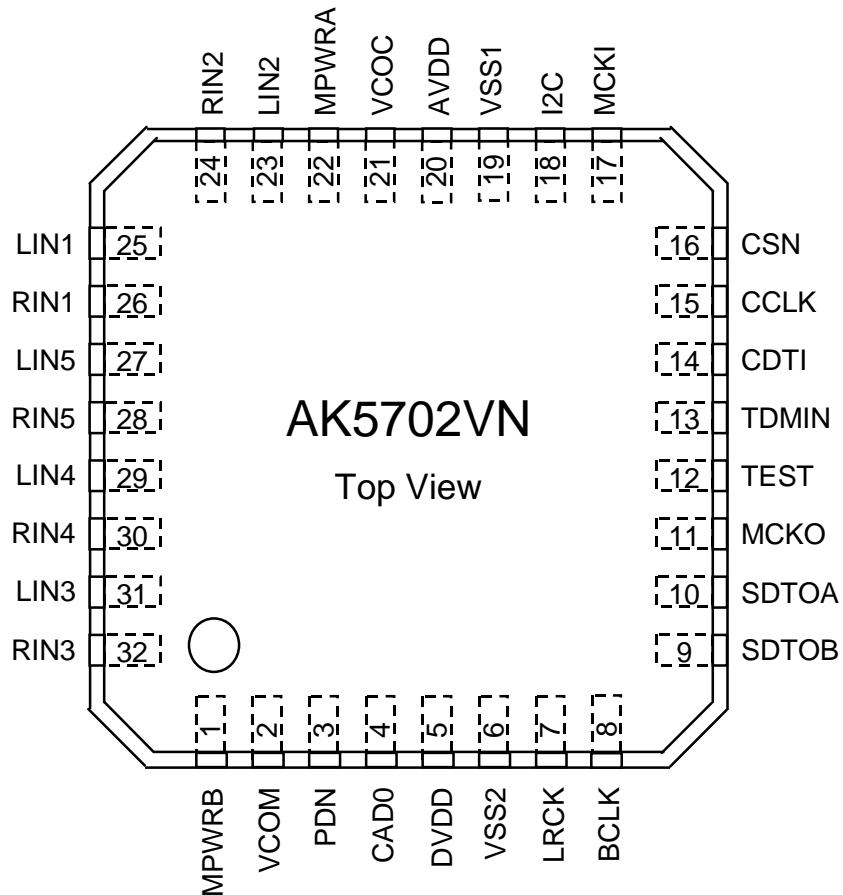 RIN2
LIN2
MPWRA
VCOC
AVDD
VSS1
I2C
MCKI
24
23
22
21
20
19
18
17
LIN1 25
RIN1 26
LIN5 27
RIN5 28
LIN4 29
RIN4 30
LIN3 31
RIN3 32
AK5702VN
Top View
16 CSN
15 CCLK
14 CDTI
13 TDMIN
12 TEST
11 MCKO
10 SDTOA
9 SDTOB
1
2
3
4
5
6
7
8
MPWRB
VCOM
PDN
CAD0
DVDD
VSS2
LRCK
BCLK